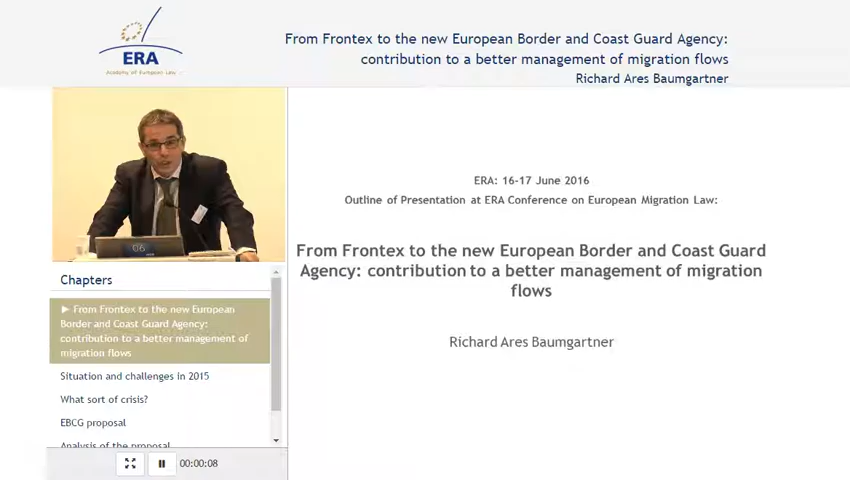 ERA
Academy of European Law
From Frontex to the new European Border and Coast Guard Agency:
contribution to a better management of migration flows
Richard Ares Baumgartner
06
ERA: 16-17 June 2016
Outline of Presentation at ERA Conference on European Migration Law:
From Frontex to the new European Border and Coast Guard
Agency: contribution to a better management of migration
flows
Richard Ares Baumgartner
Chapters
► From Frontex to the new European
Border and Coast Guard Agency:
contribution to a better management of
migration flows
Situation and challenges in 2015
What sort of crisis?
EBCG proposal
Analysis of the proposal
00:00:08